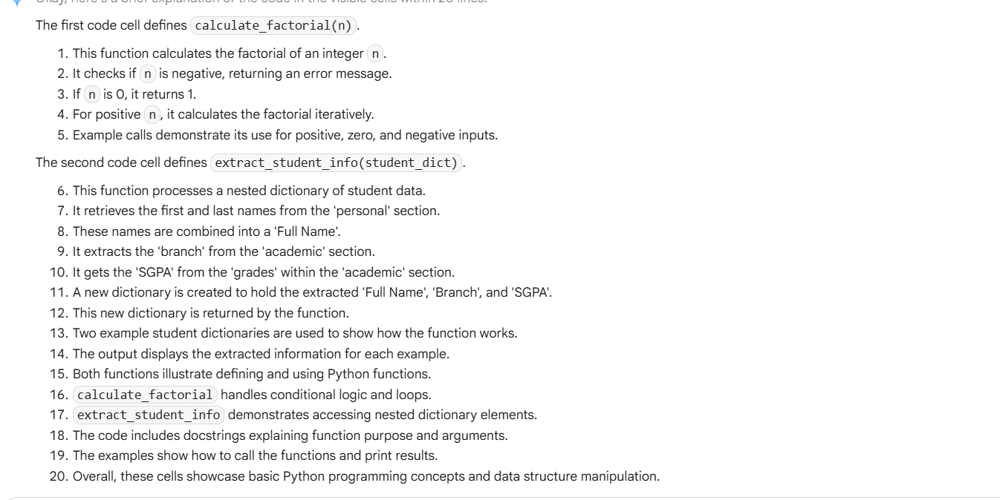 Okay, here's a brief explanation of the code in the visible cells within 20 lines.
The first code cell defines calculate_factorial(n).
1. This function calculates the factorial of an integer n.
2. It checks if n is negative, returning an error message.
3. If n is 0, it returns 1.
4. For positive n, it calculates the factorial iteratively.
5. Example calls demonstrate its use for positive, zero, and negative inputs.
The second code cell defines extract_student_info(student_dict).
6. This function processes a nested dictionary of student data.
7. It retrieves the first and last names from the 'personal' section.
8. These names are combined into a 'Full Name'.
9. It extracts the 'branch' from the 'academic' section.
10. It gets the 'SGPA' from the 'grades' within the 'academic' section.
11. A new dictionary is created to hold the extracted 'Full Name', 'Branch', and 'SGPA'.
12. This new dictionary is returned by the function.
13. Two example student dictionaries are used to show how the function works.
14. The output displays the extracted information for each example.
15. Both functions illustrate defining and using Python functions.
16. calculate_factorial handles conditional logic and loops.
17. extract_student_info demonstrates accessing nested dictionary elements.
18. The code includes docstrings explaining function purpose and arguments.
19. The examples show how to call the functions and print results.
20. Overall, these cells showcase basic Python programming concepts and data structure manipulation.